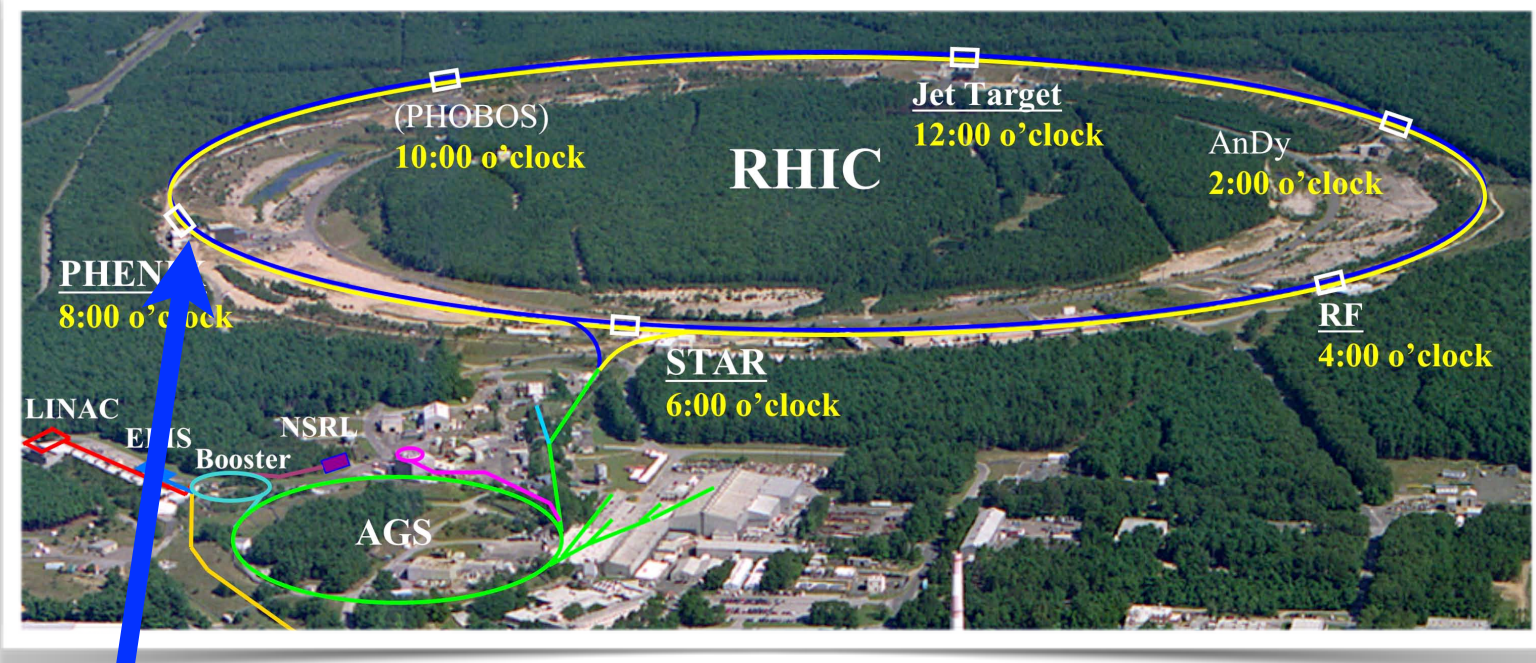 (PHOBOS)
10:00 o’clock
Jet Target
12:00 o’clock
RHIC
AnDy
2:00 o’clock
PHENIX
8:00 o’clock
STAR
6:00 o’clock
RF
4:00 o’clock
LINAC
EBIS
NSRL
Booster
AGS